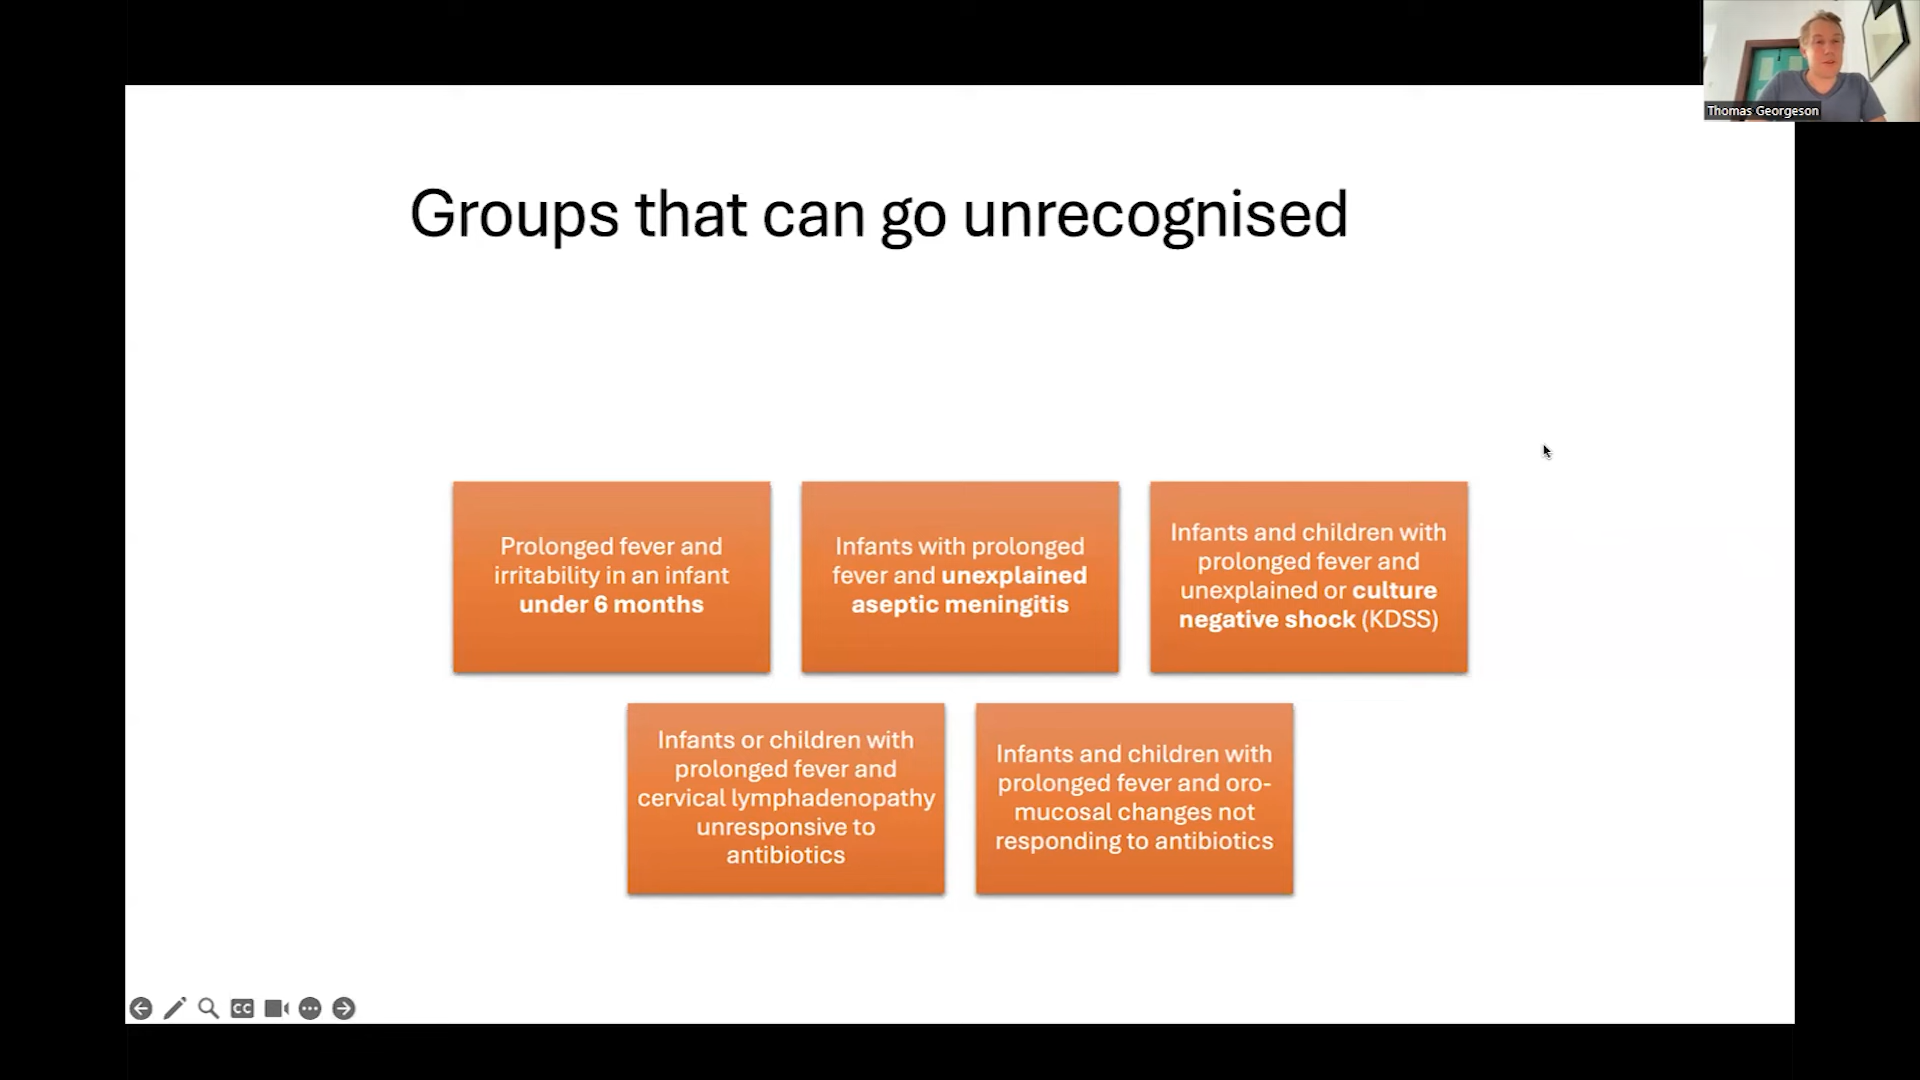 Thomas Georgeson
Groups that can go unrecognised
Prolonged fever and
irritability in an infant
under 6 months
Infants with prolonged
fever and unexplained
aseptic meningitis
Infants and children with
prolonged fever and
unexplained or culture
negative shock (KDSS)
Infants or children with
prolonged fever and
cervical lymphadenopathy
unresponsive to
antibiotics
Infants and children with
prolonged fever and oro-
mucosal changes not
responding to antibiotics
CC